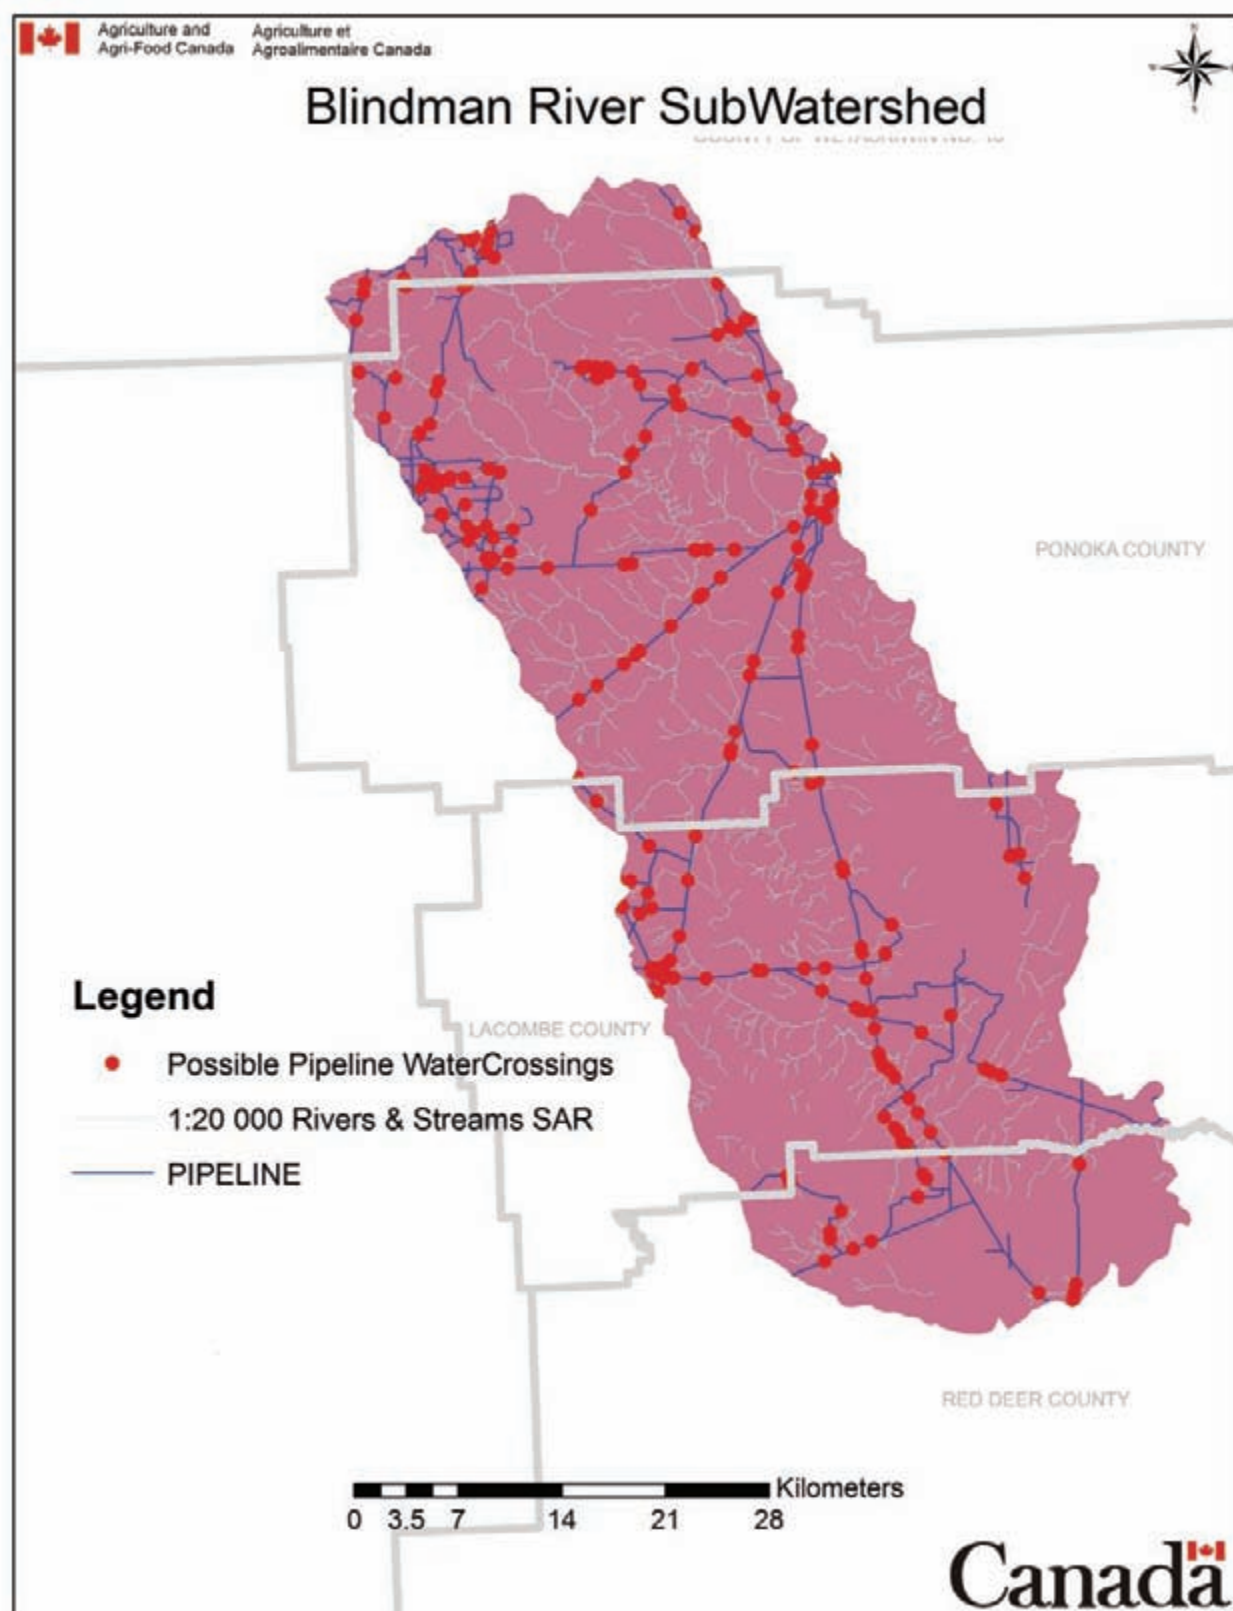 Agriculture and Agriculture et
Agri-Food Canada Agroalimentaire Canada
Blindman River SubWatershed
PONOKA COUNTY
Legend
LACOMBE COUNTY
Possible Pipeline WaterCrossings
1:20 000 Rivers & Streams SAR
PIPELINE
RED DEER COUNTY
Kilometers
0 3.5 7 14 21 28
Canada